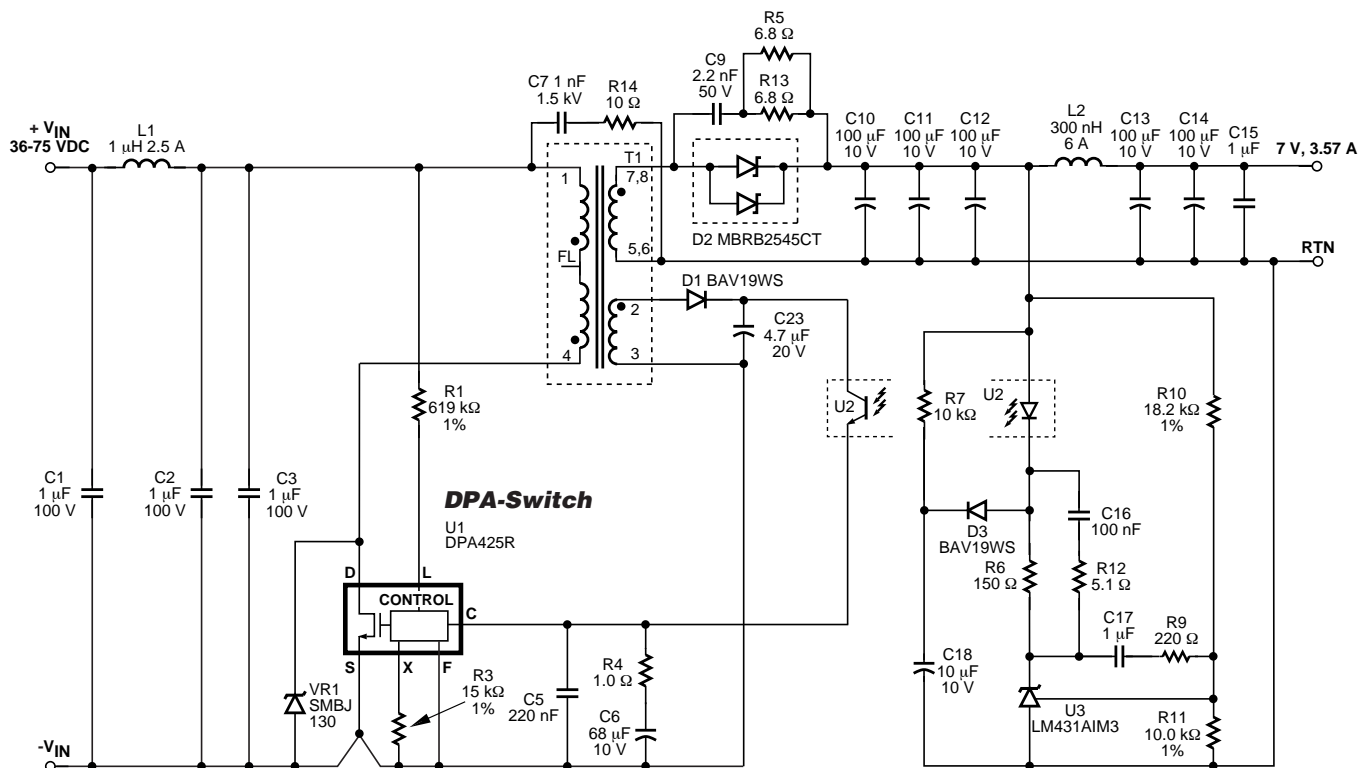 + VIN
36-75 VDC
L1
1 µH 2.5 A
C7 1 nF
1.5 kV
R14
10 Ω
C9
2.2 nF
50 V
R5
6.8 Ω
R13
6.8 Ω
C10
100 µF
10 V
C11
100 µF
10 V
C12
100 µF
10 V
L2
300 nH
6 A
C13
100 µF
10 V
C14
100 µF
10 V
C15
1 µF
7 V, 3.57 A
T1
1
7,8
FL
5,6
4
2
3
D2 MBRB2545CT
RTN
D1 BAV19WS
C23
4.7 µF
20 V
U2
R1
619 kΩ
1%
R7
10 kΩ
U2
R10
18.2 kΩ
1%
C1
1 µF
100 V
C2
1 µF
100 V
C3
1 µF
100 V
DPA-Switch
U1
DPA425R
D
L
CONTROL
C
S
X
F
D3
BAV19WS
C16
100 nF
R6
150 Ω
R12
5.1 Ω
C17
1 µF
R9
220 Ω
VR1
SMBJ
130
R3
15 kΩ
1%
C5
220 nF
R4
1.0 Ω
C6
68 µF
10 V
C18
10 µF
10 V
U3
LM431AIM3
R11
10.0 kΩ
1%
-VIN